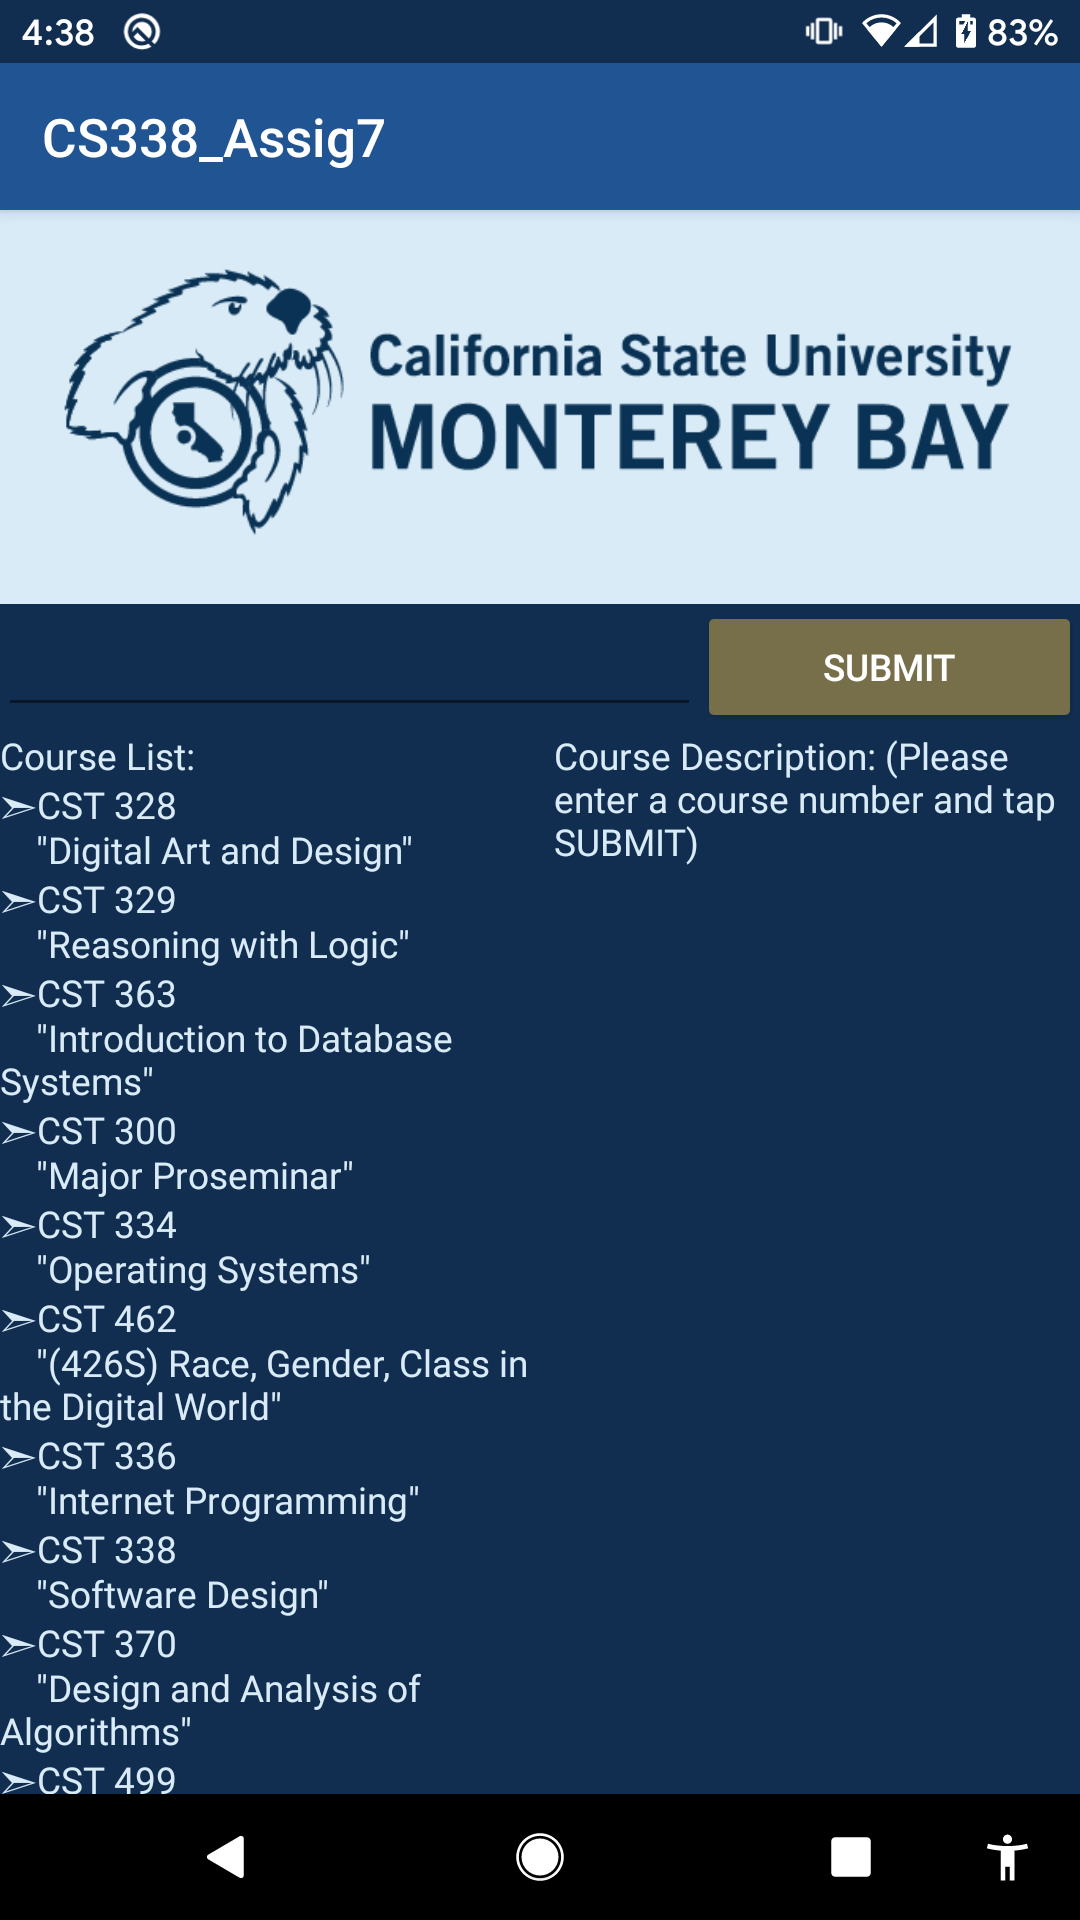 4:38
83%
CS338_Assig7
California State University
MONTEREY BAY
SUBMIT
Course List:
➣CST 328
"Digital Art and Design"
➣CST 329
"Reasoning with Logic"
➣CST 363
"Introduction to Database
Systems"
➣CST 300
"Major Proseminar"
➣CST 334
"Operating Systems"
➣CST 462
"(426S) Race, Gender, Class in
the Digital World"
➣CST 336
"Internet Programming"
➣CST 338
"Software Design"
➣CST 370
"Design and Analysis of
Algorithms"
➣CST 499
Course Description: (Please
enter a course number and tap
SUBMIT)